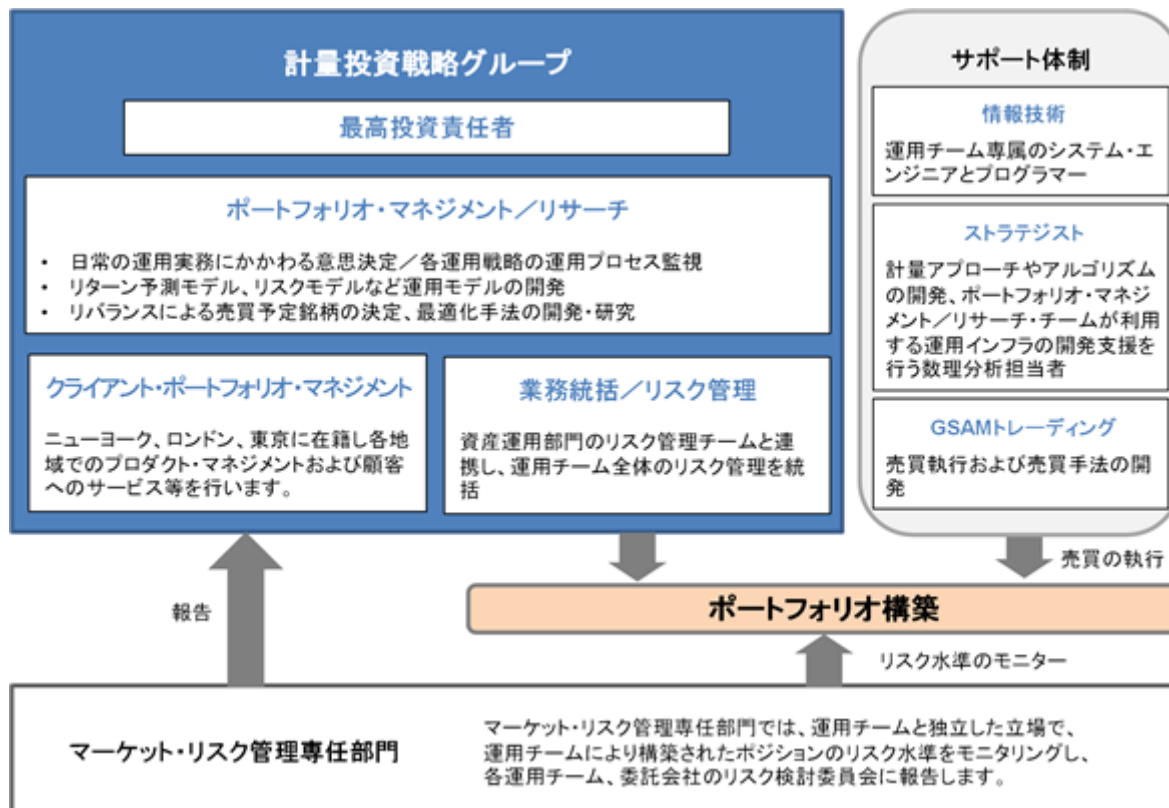 計量投資戦略グループ
最高投資責任者
ポートフォリオ・マネジメント／リサーチ
• 日常の運用実務にかかわる意思決定／各運用戦略の運用プロセス監視
• リターン予測モデル、リスクモデルなど運用モデルの開発
• リバランスによる売買予定銘柄の決定、最適化手法の開発・研究
クライアント・ポートフォリオ・マネジメント
ニューヨーク、ロンドン、東京に在籍し各地
域でのプロダクト・マネジメントおよび顧客
へのサービス等を行います。
業務統括／リスク管理
資産運用部門のリスク管理チームと連
携し、運用チーム全体のリスク管理を統
括
サポート体制
情報技術
運用チーム専属のシステム・エ
ンジニアとプログラマー
ストラテジスト
計量アプローチやアルゴリズム
の開発、ポートフォリオ・マネジ
メント／リサーチ・チームが利用
する運用インフラの開発支援を
行う数理分析担当者
GSAMトレーディング
売買執行および売買手法の開
発
売買の執行
報告
ポートフォリオ構築
リスク水準のモニター
マーケット・リスク管理専任部門
マーケット・リスク管理専任部門では、運用チームと独立した立場で、
運用チームにより構築されたポジションのリスク水準をモニタリングし、
各運用チーム、委託会社のリスク検討委員会に報告します。